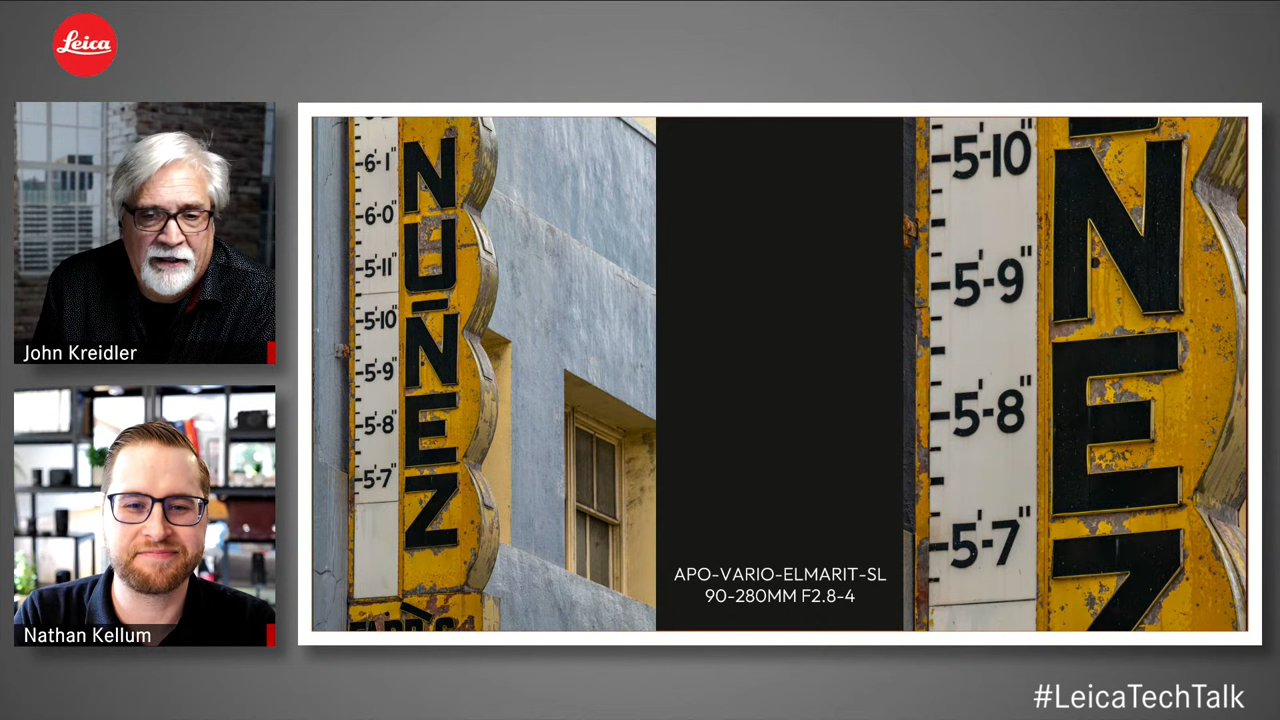 Leica
John Kreidler
Nathan Kellum
6'-1"
6'-0"
5'-11"
5'-10"
5'-9"
5'-8"
5'-7"
NUÑEZ
APO-VARIO-ELMARIT-SL
90-280MM F2.8-4
5'-10"
5'-9"
5'-8"
5'-7"
NEZ
#LeicaTechTalk